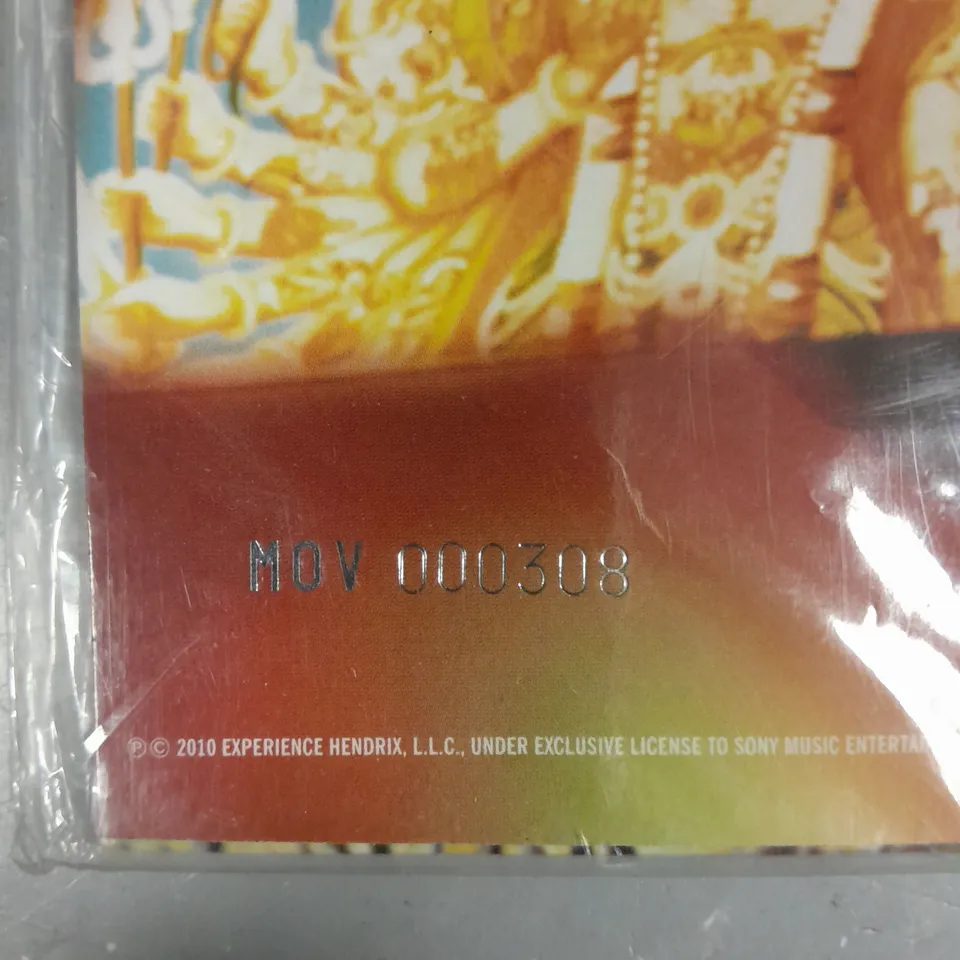 MOV 000308
℗© 2010 EXPERIENCE HENDRIX, L.L.C., UNDER EXCLUSIVE LICENSE TO SONY MUSIC